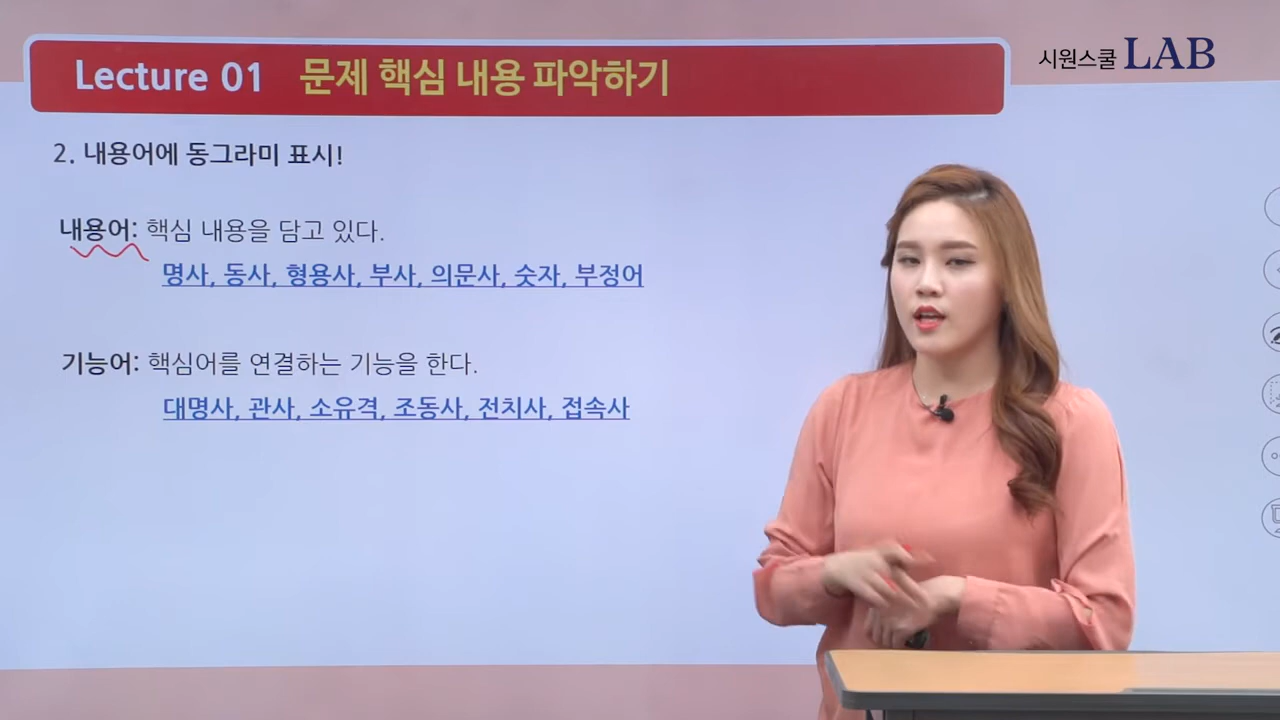 시원스쿨 LAB
Lecture 01 문제 핵심 내용 파악하기
2. 내용어에 동그라미 표시!
내용어: 핵심 내용을 담고 있다.
명사, 동사, 형용사, 부사, 의문사, 숫자, 부정어
기능어: 핵심어를 연결하는 기능을 한다.
대명사, 관사, 소유격, 조동사, 전치사, 접속사